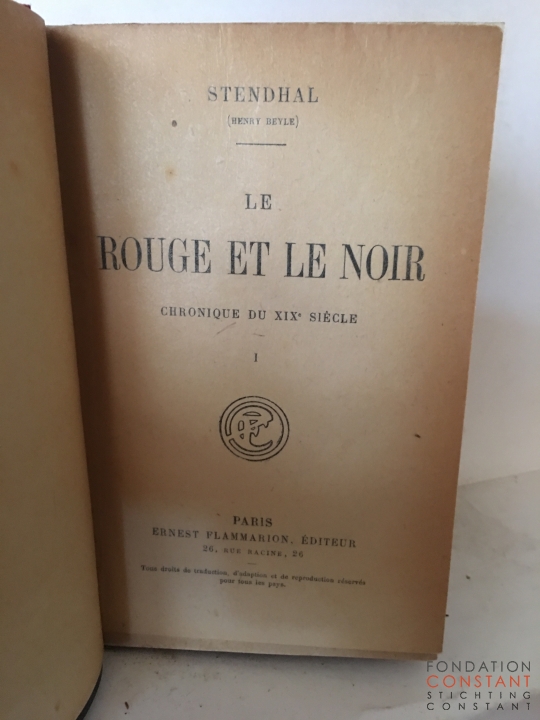 STENDHAL
(HENRY BEYLE)
LE
ROUGE ET LE NOIR
CHRONIQUE DU XIXe SIÈCLE
I
PARIS
ERNEST FLAMMARION, ÉDITEUR
26, RUE RACINE, 26
Tous droits de traduction, d'adaption et de reproduction réservés
pour tous les pays.
FONDATION
CONSTANT
STICHTING
CONSTANT